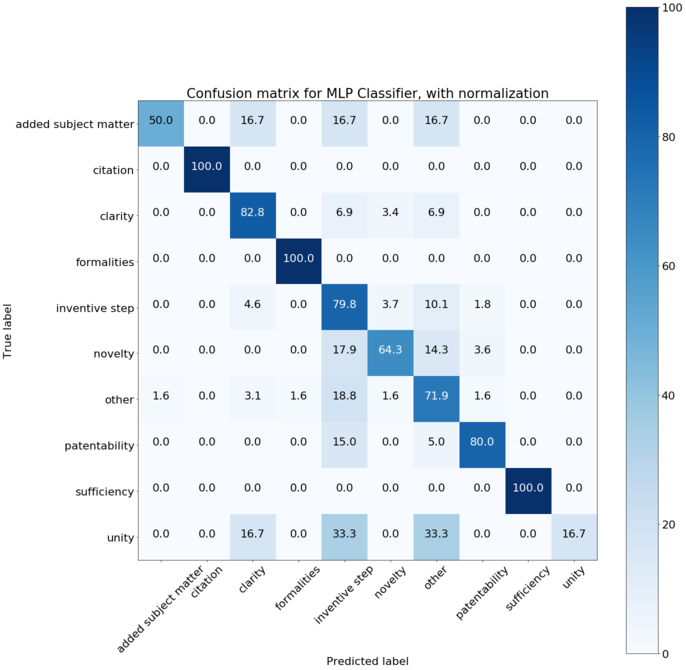 Confusion matrix for MLP Classifier, with normalization
True label
added subject matter 50.0 0.0 16.7 0.0 16.7 0.0 16.7 0.0 0.0 0.0
citation 0.0 100.0 0.0 0.0 0.0 0.0 0.0 0.0 0.0 0.0
clarity 0.0 0.0 82.8 0.0 6.9 3.4 6.9 0.0 0.0 0.0
formalities 0.0 0.0 0.0 100.0 0.0 0.0 0.0 0.0 0.0 0.0
inventive step 0.0 0.0 4.6 0.0 79.8 3.7 10.1 1.8 0.0 0.0
novelty 0.0 0.0 0.0 0.0 17.9 64.3 14.3 3.6 0.0 0.0
other 1.6 0.0 3.1 1.6 18.8 1.6 71.9 1.6 0.0 0.0
patentability 0.0 0.0 0.0 0.0 15.0 0.0 5.0 80.0 0.0 0.0
sufficiency 0.0 0.0 0.0 0.0 0.0 0.0 0.0 0.0 100.0 0.0
unity 0.0 0.0 16.7 0.0 33.3 0.0 33.3 0.0 0.0 16.7
added subject matter
citation
clarity
formalities
inventive step
novelty
other
patentability
sufficiency
unity
Predicted label
100
80
60
40
20
0